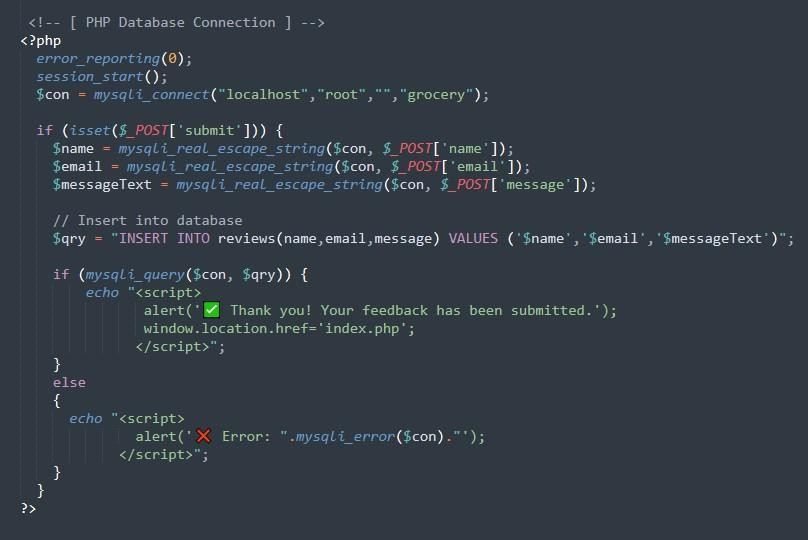 <!-- [ PHP Database Connection ] -->
<?php
error_reporting(0);
session_start();
$con = mysqli_connect("localhost","root","","grocery");
if (isset($_POST['submit'])) {
$name = mysqli_real_escape_string($con, $_POST['name']);
$email = mysqli_real_escape_string($con, $_POST['email']);
$messageText = mysqli_real_escape_string($con, $_POST['message']);
// Insert into database
$qry = "INSERT INTO reviews(name,email,message) VALUES ('$name','$email','$messageText')";
if (mysqli_query($con, $qry)) {
echo "<script>
alert('✅ Thank you! Your feedback has been submitted.');
window.location.href='index.php';
</script>";
}
else
{
echo "<script>
alert('❌ Error: ".mysqli_error($con)."');
</script>";
}
}
?>